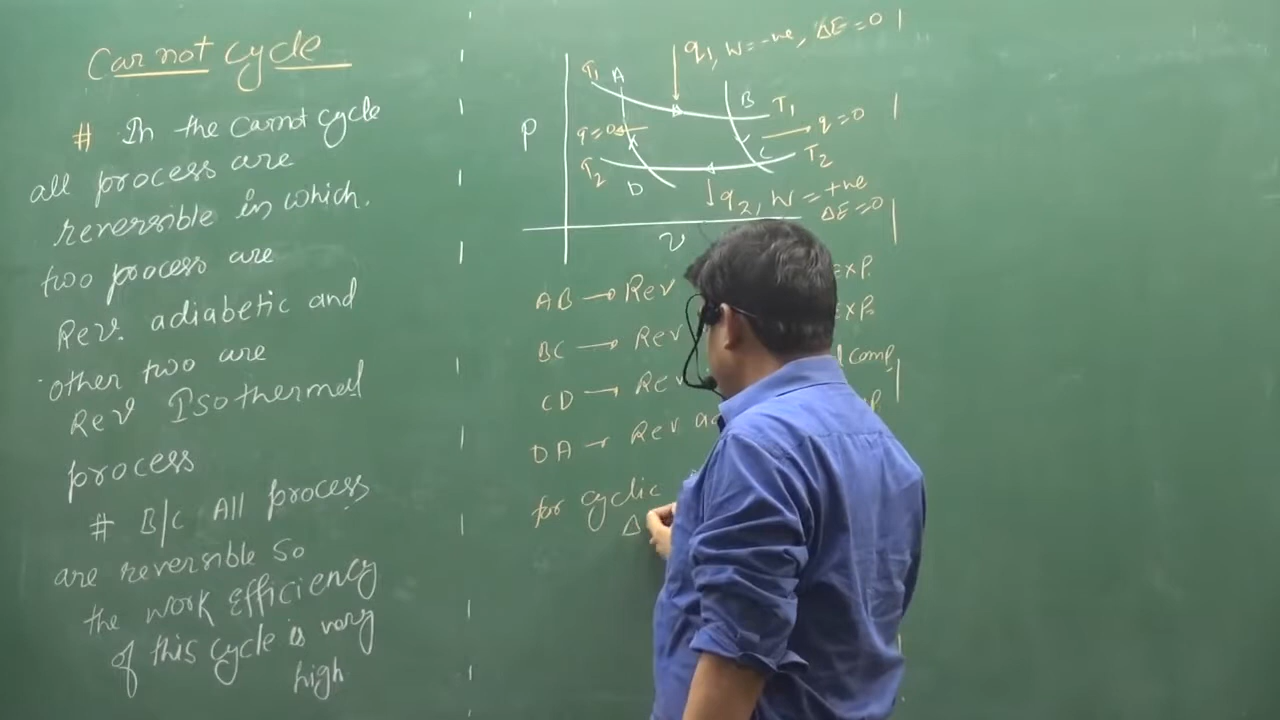 Carnot cycle
# In the carnot cycle
all process are
reversible in which.
two process are
Rev. adiabetic and
other two are
Rev Isothermal
process
# B/c All process
are reversible so
the work efficiency
of this cycle is very
high
q1, W=-ve, ΔE=0
T1 A
B T1
P
q=0
q=0
T2
C T2
D
q2, W=+ve
ΔE=0
v
AB → Rev Exp.
BC → Rev Exp.
CD → Rev Comp
DA → Rev
for cyclic
Δ